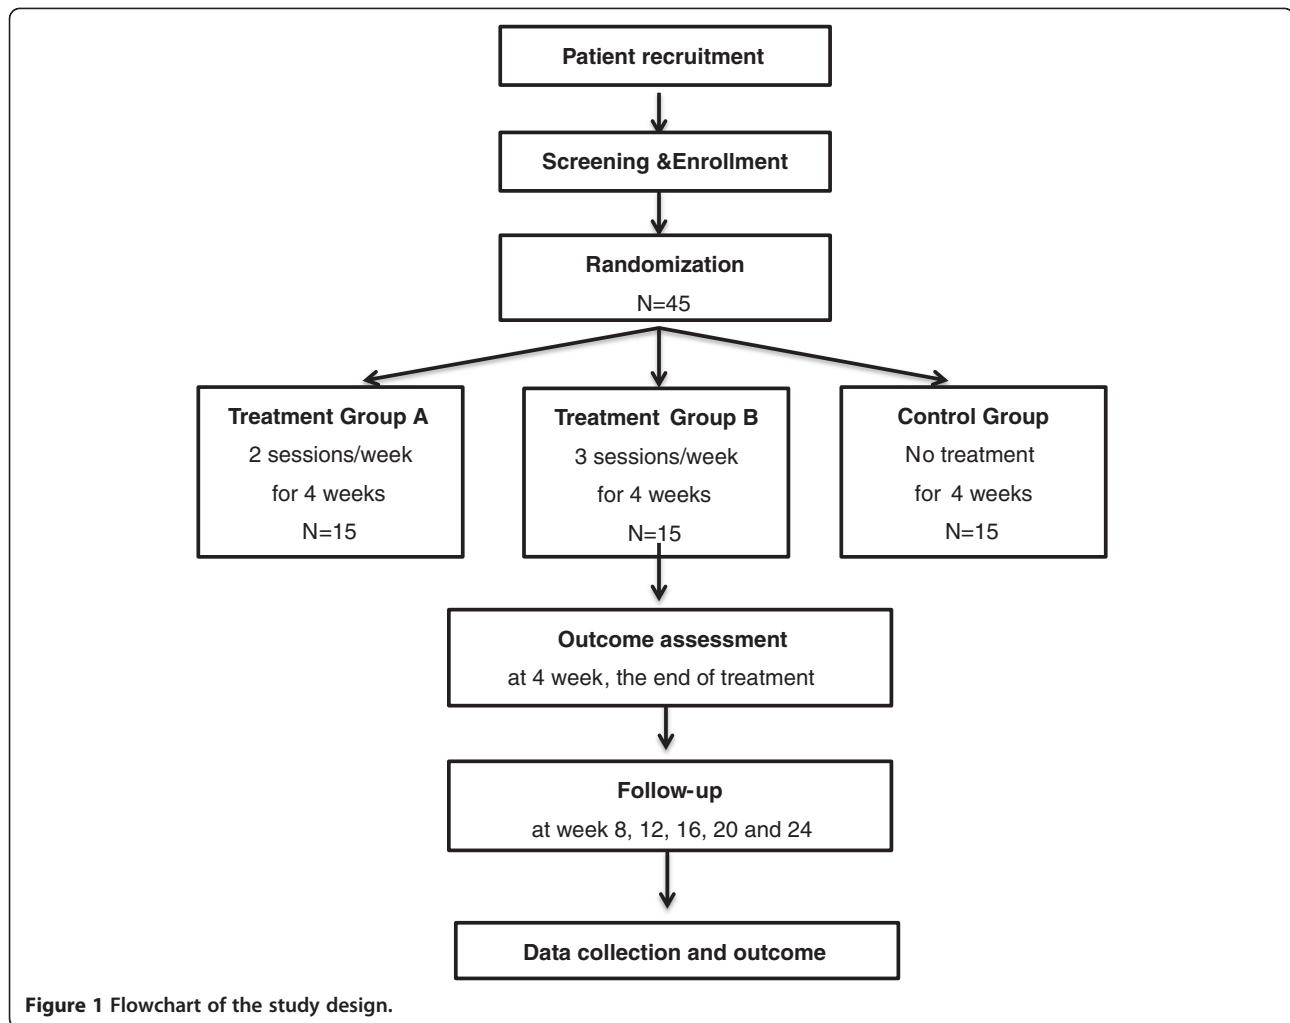 Patient recruitment
Screening &Enrollment
Randomization
N=45
Treatment Group A
2 sessions/week
for 4 weeks
N=15
Treatment Group B
3 sessions/week
for 4 weeks
N=15
Control Group
No treatment
for 4 weeks
N=15
Outcome assessment
at 4 week, the end of treatment
Follow-up
at week 8, 12, 16, 20 and 24
Data collection and outcome
Figure 1 Flowchart of the study design.